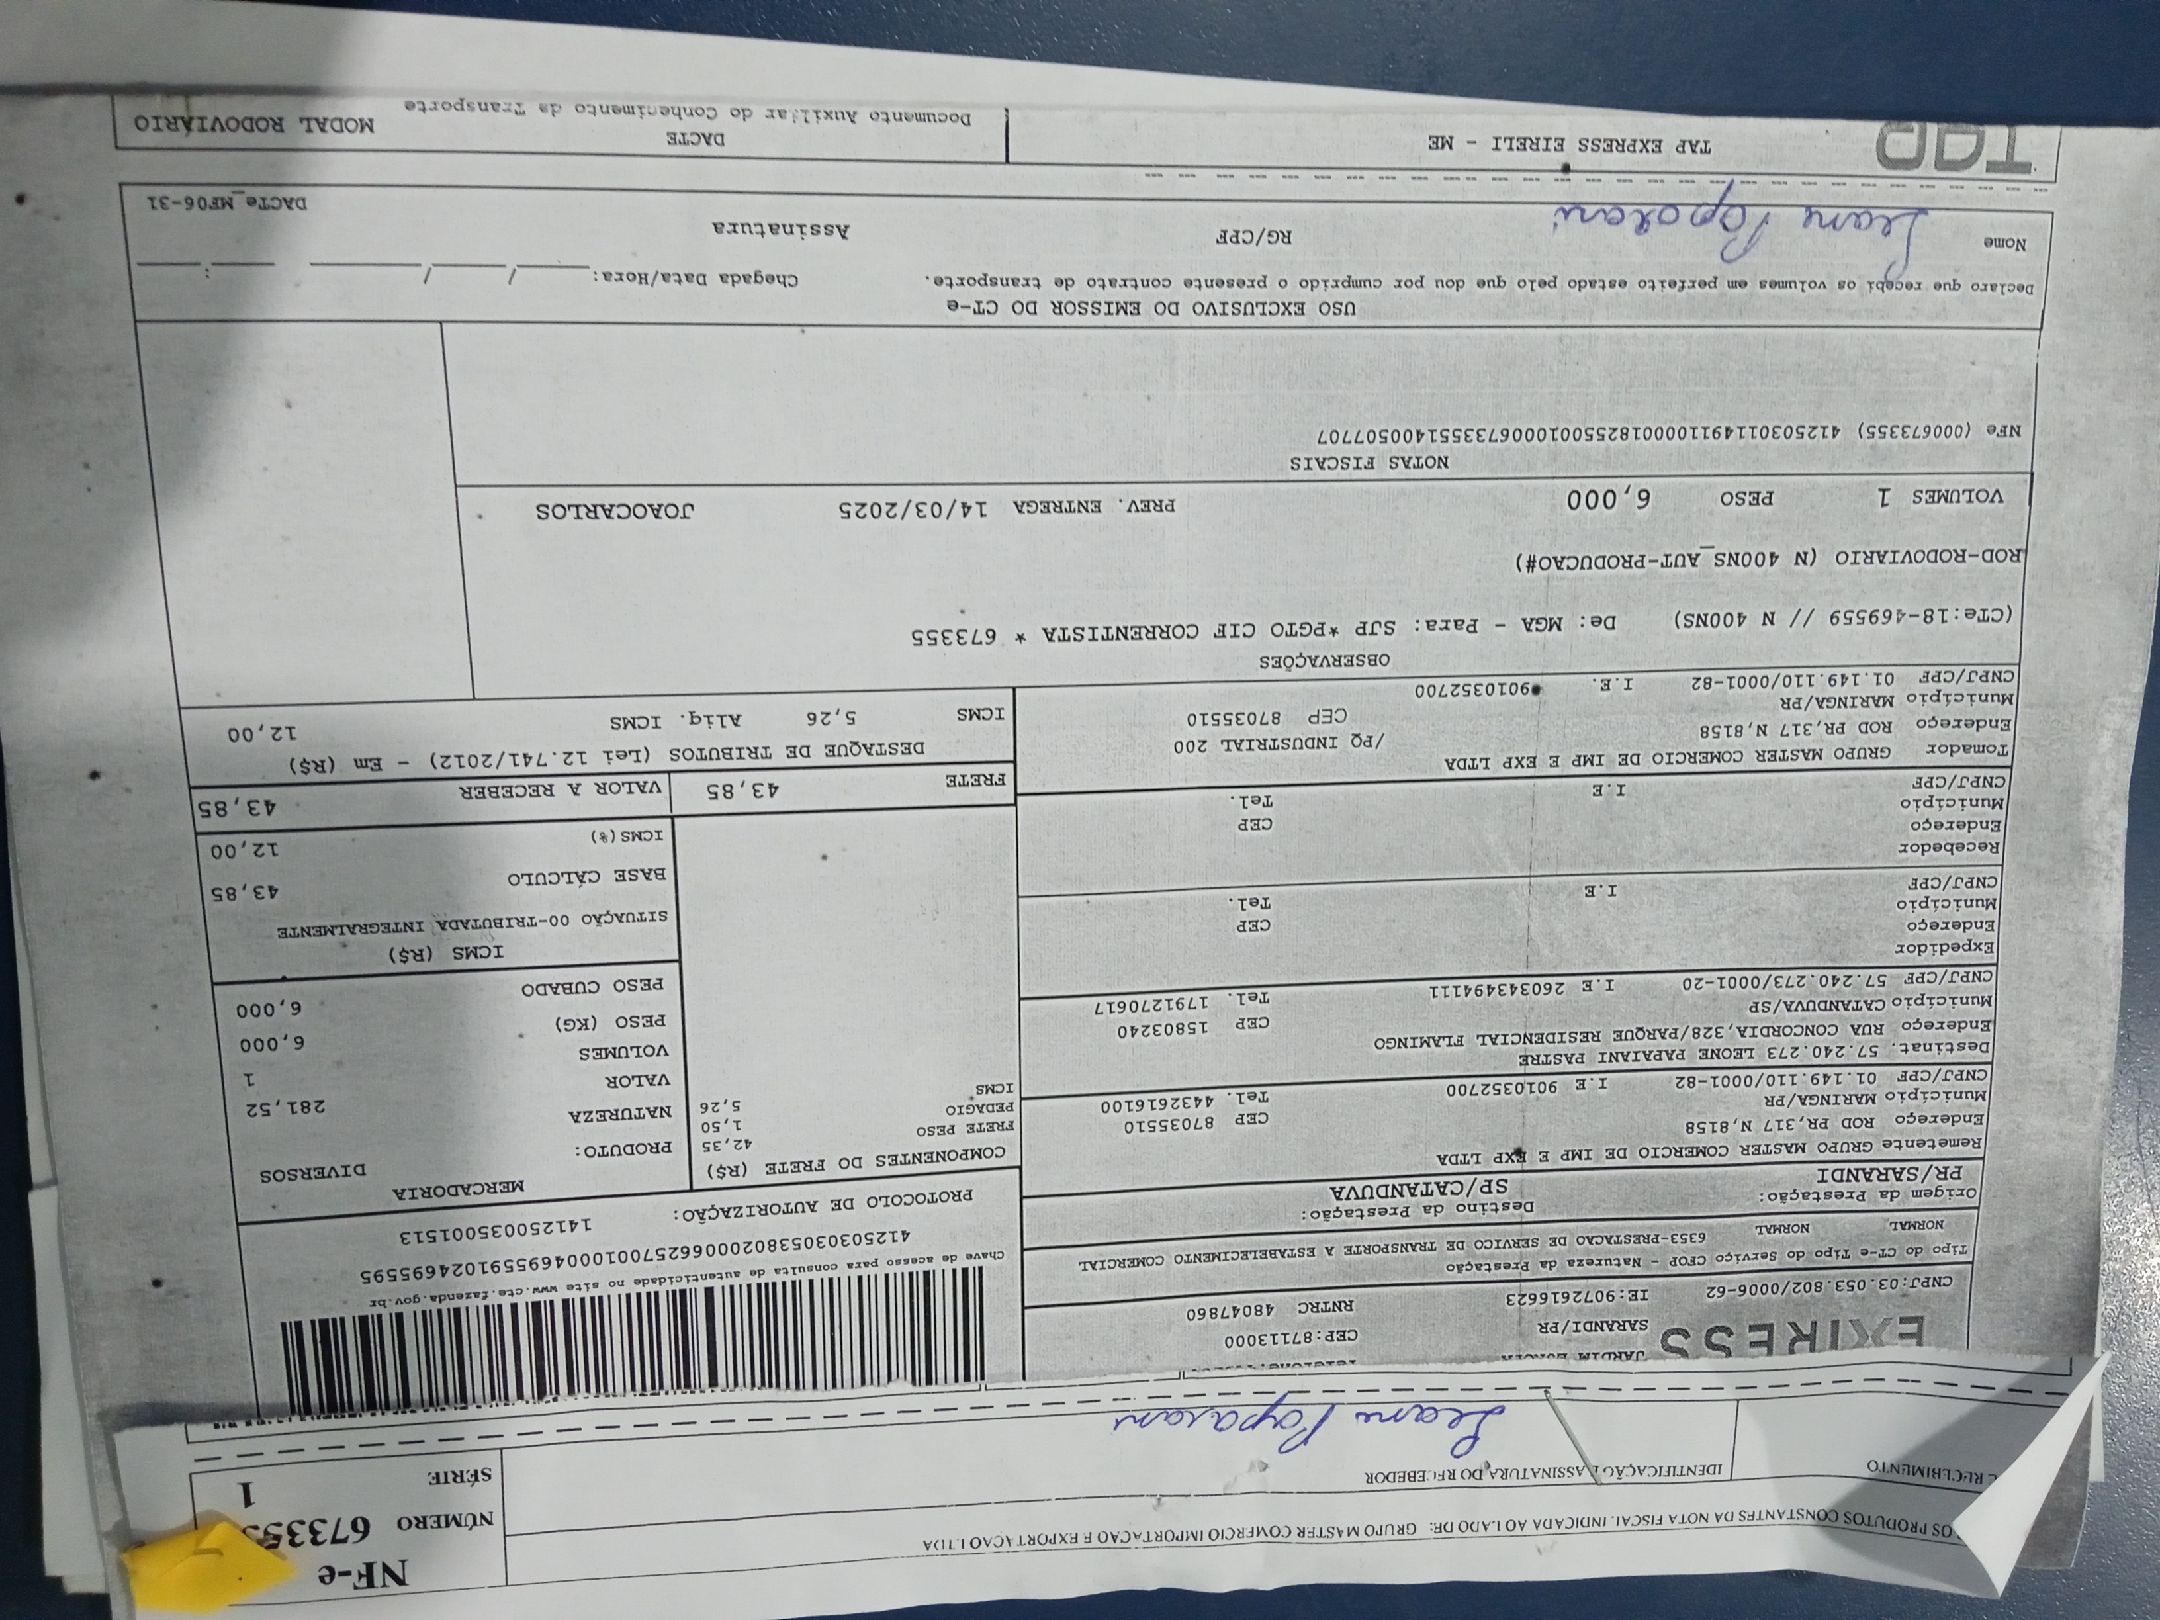 NF-e
NÚMERO 67335
SÉRIE 1
OS PRODUTOS CONSTANTES DA NOTA FISCAL INDICADA AO LADO DE: GRUPO MASTER COMERCIO IMPORTACAO E EXPORTACAO LTDA
RECEBIMENTO
IDENTIFICAÇÃO E ASSINATURA DO RECEBEDOR
EXPRESS
SARANDI/PR
CEP:87113000
CNPJ:03.053.802/0006-62
IE:9072616623
RNTRC 48047860
Tipo do CT-e Tipo do Serviço CFOP - Natureza da Prestação
NORMAL NORMAL 6353-PRESTACAO DE SERVICO DE TRANSPORTE A ESTABELECIMENTO COMERCIAL
Origem da Prestação: Destino da Prestação:
PR/SARANDI SP/CATANDUVA
Chave de acesso para consulta de autenticidade no site www.cte.fazenda.gov.br
41250303053802000662570010004695591024695595
PROTOCOLO DE AUTORIZAÇÃO: 141250035001513
Remetente GRUPO MASTER COMERCIO DE IMP E EXP LTDA
Endereço ROD PR,317 N,8158
CEP 87035510
Município MARINGA/PR
Tel. 4432616100
CNPJ/CPF 01.149.110/0001-82 I.E 9010352700
Destinat. 57.240.273 LEONE PAPAIANI PASTRE
Endereço RUA CONCORDIA,328/PARQUE RESIDENCIAL FLAMINGO
Município CATANDUVA/SP CEP 15803240
CNPJ/CPF 57.240.273/0001-20 I.E 260343494111 Tel. 1791270617
Expedidor
Endereço
Município CEP
CNPJ/CPF I.E Tel.
Recebedor
Endereço
Município CEP
CNPJ/CPF I.E Tel.
Tomador GRUPO MASTER COMERCIO DE IMP E EXP LTDA
Endereço ROD PR,317 N,8158 /PQ INDUSTRIAL 200
Município MARINGA/PR CEP 87035510
CNPJ/CPF 01.149.110/0001-82 I.E. 9010352700
COMPONENTES DO FRETE (R$)
FRETE PESO 42,35
PEDAGIO 1,50
ICMS 5,26
MERCADORIA
PRODUTO: DIVERSOS
NATUREZA
VALOR 281,52
VOLUMES 1
PESO (KG) 6,000
PESO CUBADO 6,000
ICMS (R$)
SITUAÇÃO 00-TRIBUTADA INTEGRALMENTE
BASE CÁLCULO 43,85
ICMS(%) 12,00
FRETE 43,85 VALOR A RECEBER 43,85
DESTAQUE DE TRIBUTOS (Lei 12.741/2012) - Em (R$)
ICMS 5,26 Aliq. ICMS 12,00
OBSERVAÇÕES
(CTe:18-469559 // N 400NS) De: MGA - Para: SJP *PGTO CIF CORRENTISTA * 673355
ROD-RODOVIARIO (N 400NS_AUT-PRODUCAO#)
VOLUMES 1 PESO 6,000 PREV. ENTREGA 14/03/2025 JOAOCARLOS
NOTAS FISCAIS
NFe (000673355) 41250301149110000182550010006733551400507707
USO EXCLUSIVO DO EMISSOR DO CT-e
Declaro que recebi os volumes em perfeito estado pelo que dou por cumprido o presente contrato de transporte. Chegada Data/Hora: ____/____/____ ___:___
Nome RG/CPF Assinatura
DACTe_MF06-31
TAP
TAP EXPRESS EIRELI - ME
DACTE
Documento Auxiliar do Conhecimento de Transporte
MODAL RODOVIÁRIO